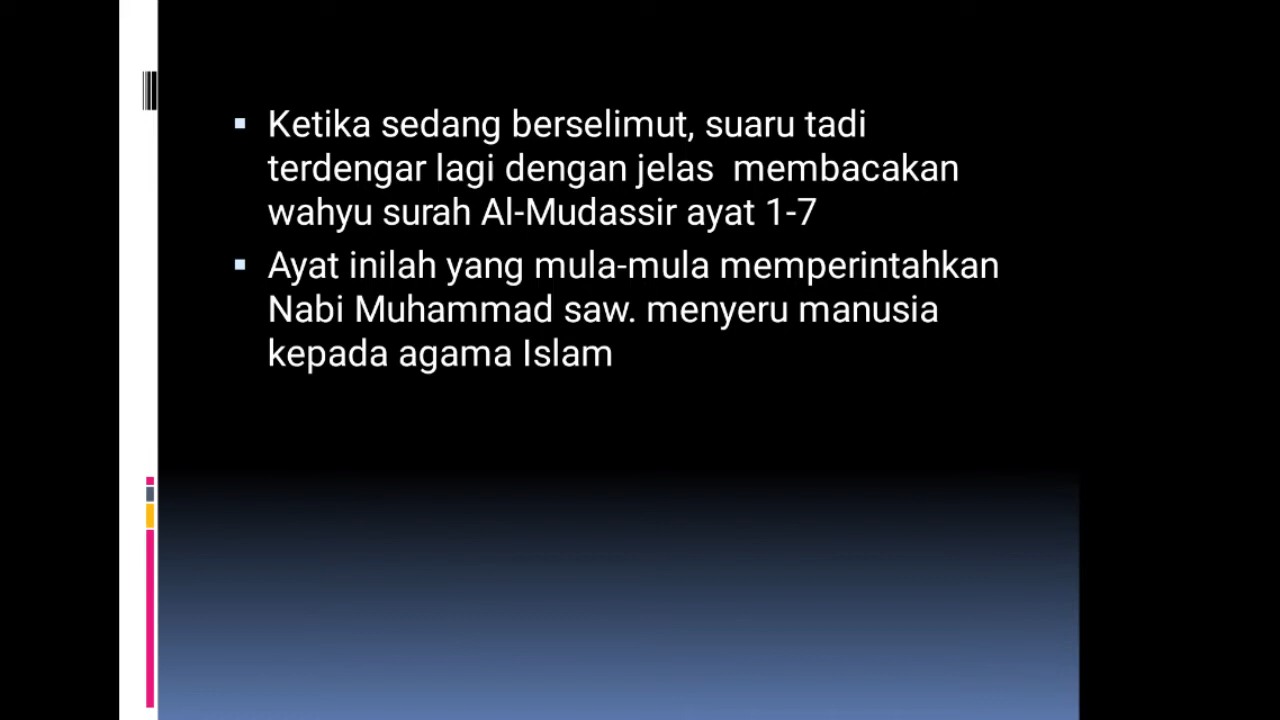 ▪ Ketika sedang berselimut, suaru tadi
terdengar lagi dengan jelas  membacakan
wahyu surah Al-Mudassir ayat 1-7
▪ Ayat inilah yang mula-mula memperintahkan
Nabi Muhammad saw. menyeru manusia
kepada agama Islam